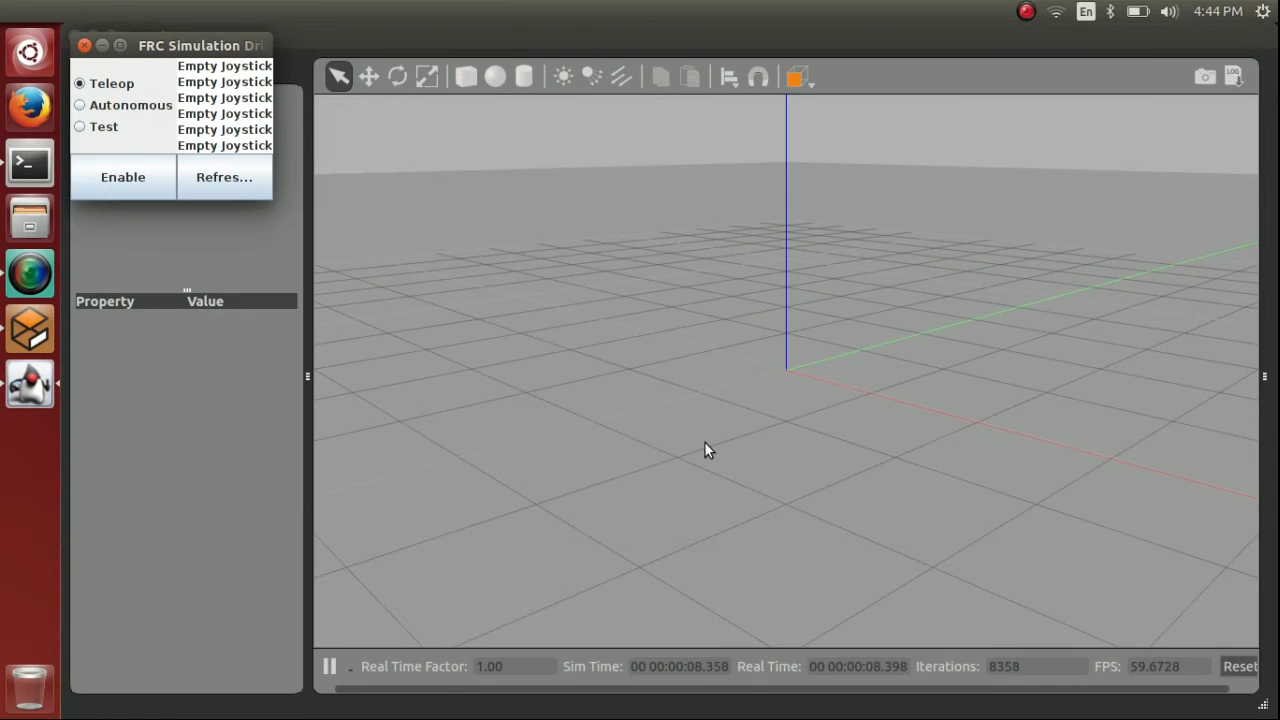 En
4:44 PM
FRC Simulation Dri
Teleop
Autonomous
Test
Empty Joystick
Empty Joystick
Empty Joystick
Empty Joystick
Empty Joystick
Empty Joystick
Enable
Refres...
LOG
Property Value
Real Time Factor: 1.00 Sim Time: 00 00:00:08.358 Real Time: 00 00:00:08.398 Iterations: 8358 FPS: 59.6728 Reset